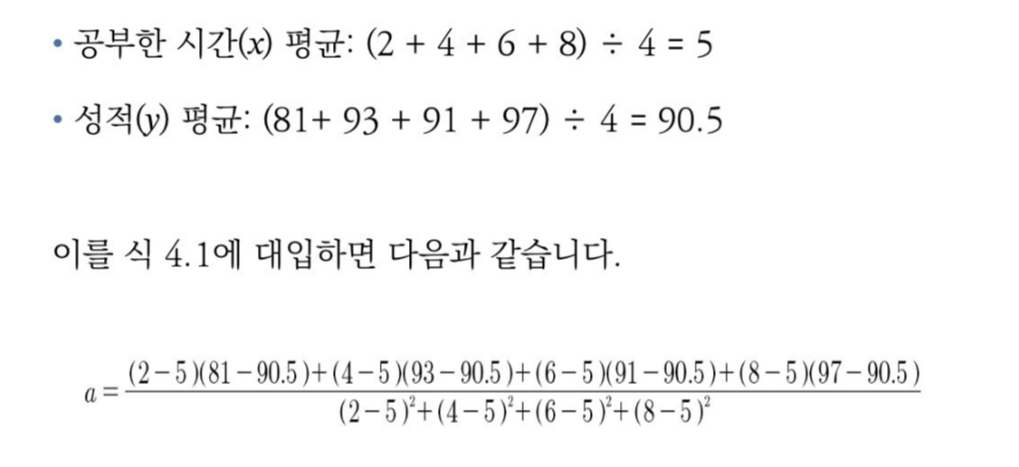 • 공부한 시간(x) 평균: (2 + 4 + 6 + 8) ÷ 4 = 5
• 성적(y) 평균: (81+ 93 + 91 + 97) ÷ 4 = 90.5
이를 식 4.1에 대입하면 다음과 같습니다.
a = (2−5)(81−90.5)+(4−5)(93−90.5)+(6−5)(91−90.5)+(8−5)(97−90.5)
(2−5)²+(4−5)²+(6−5)²+(8−5)²